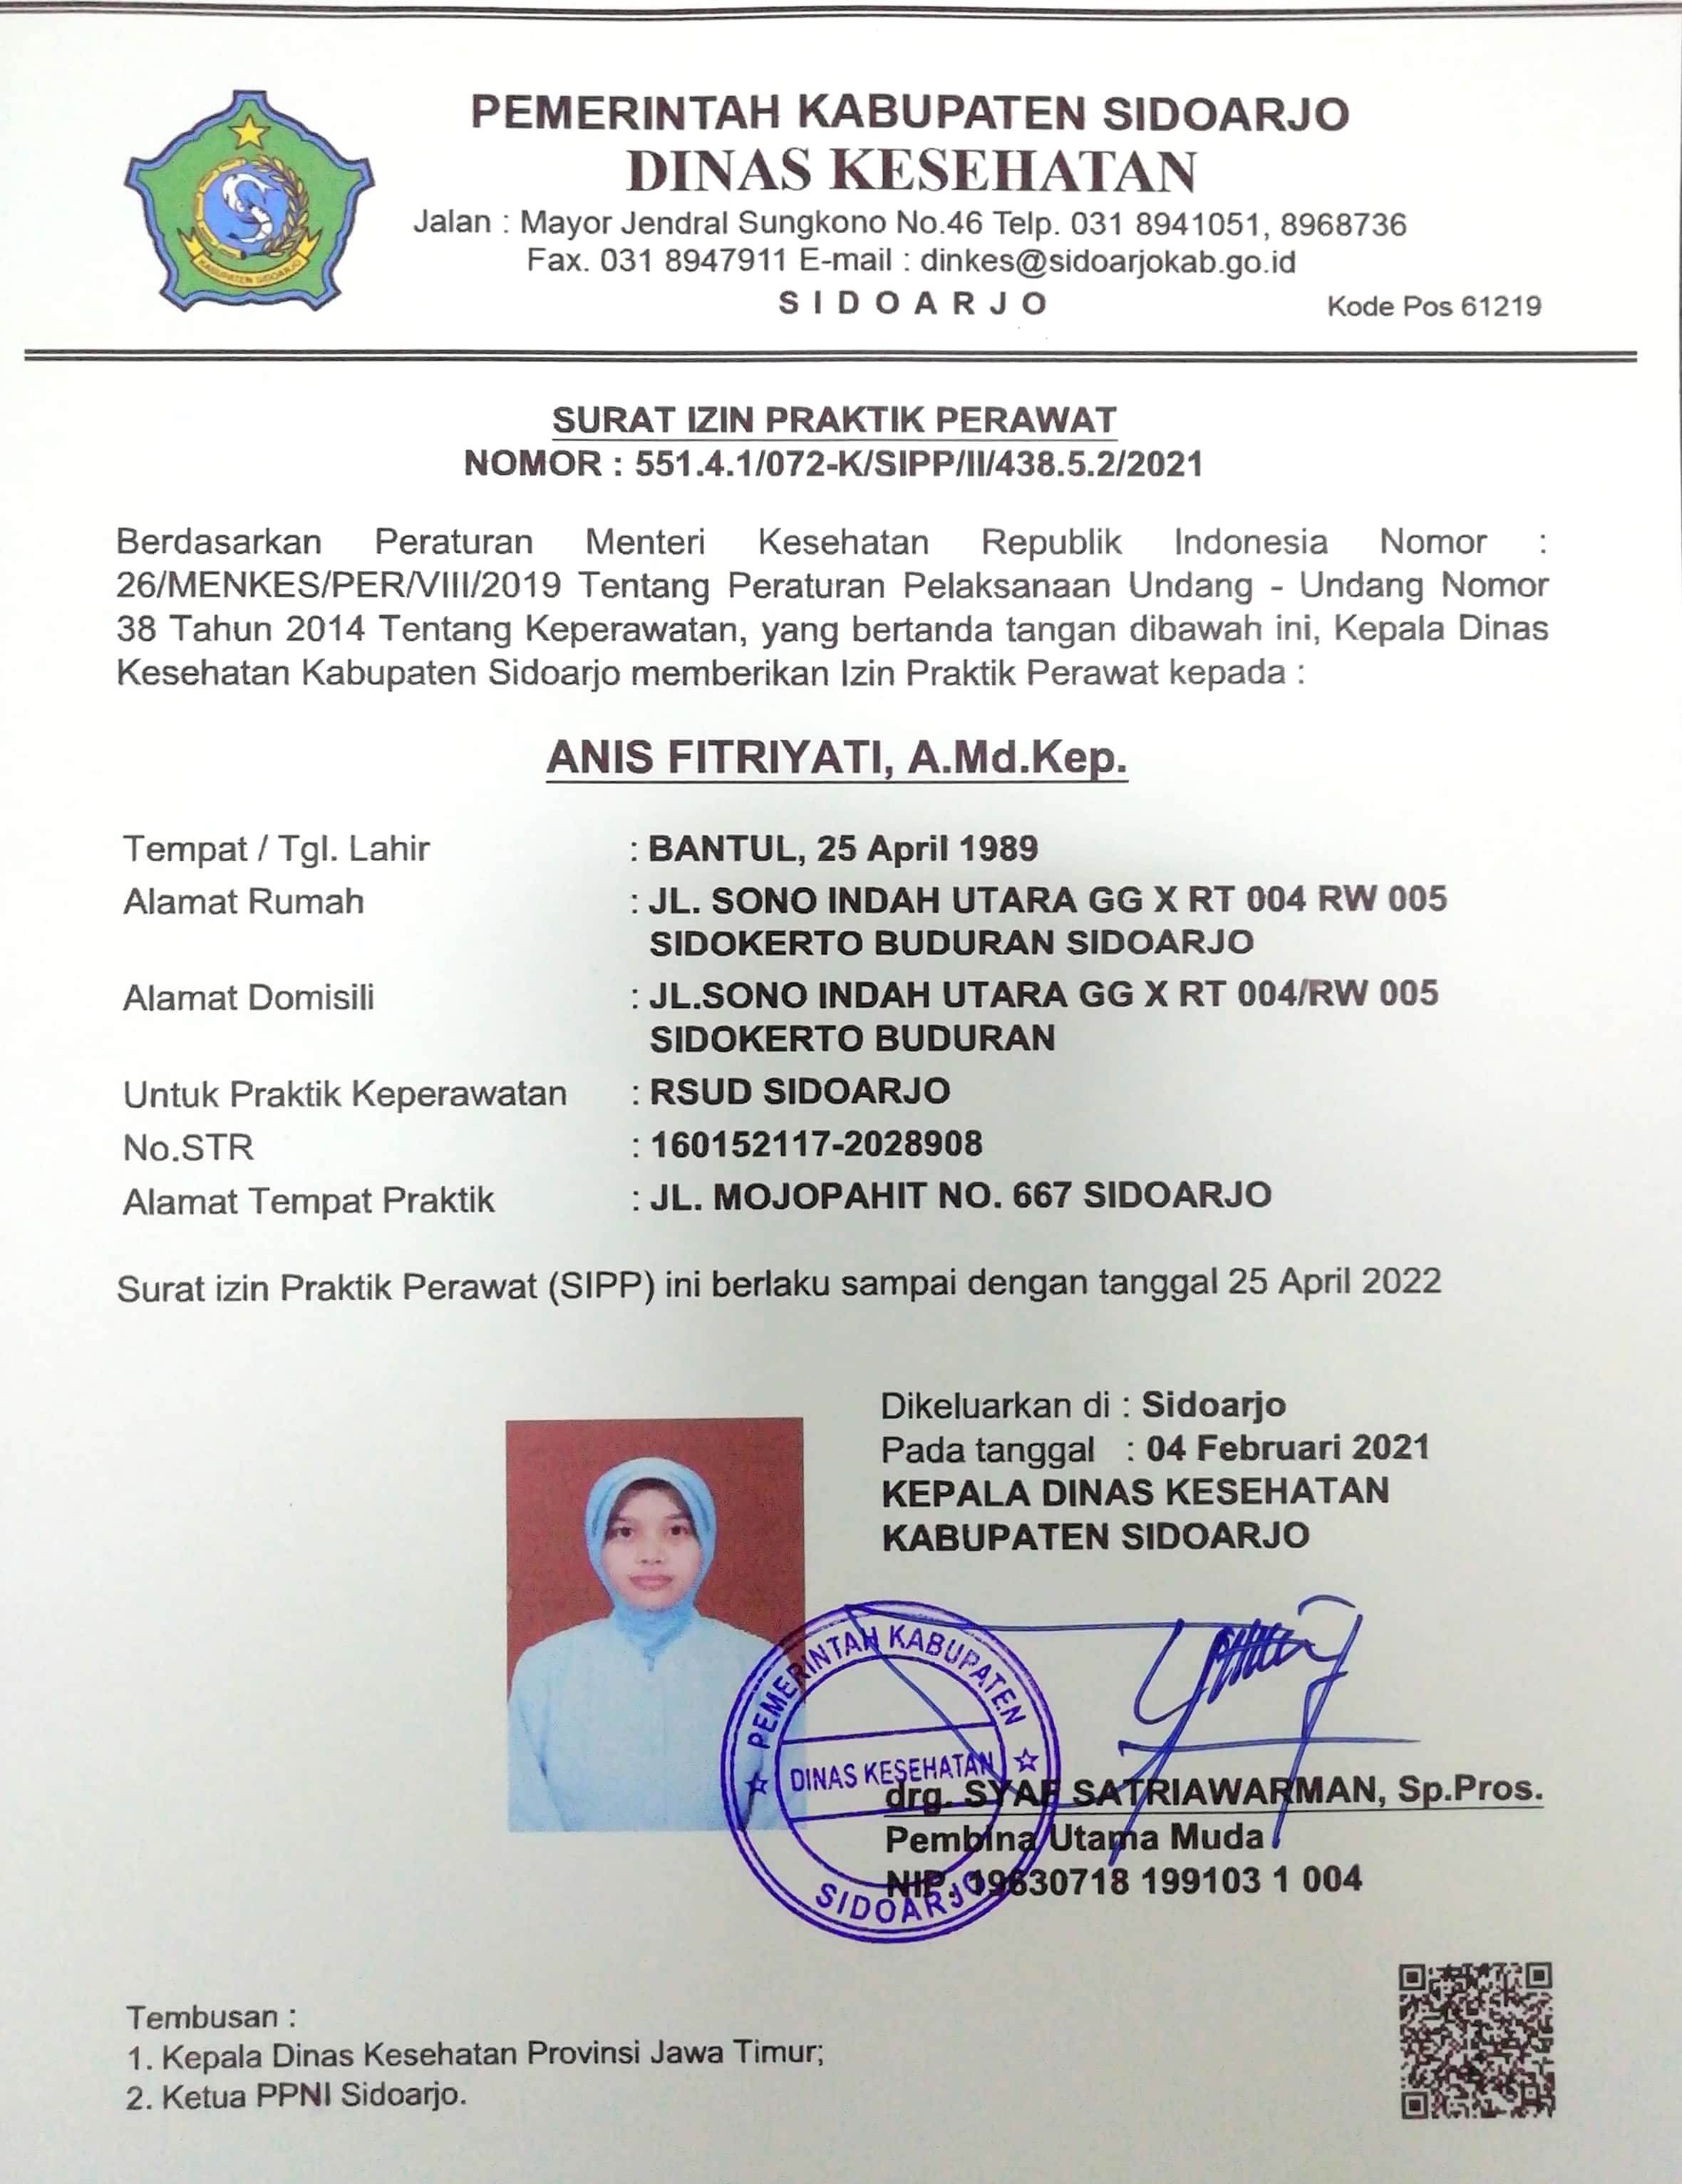 PEMERINTAH KABUPATEN SIDOARJO
DINAS KESEHATAN
Jalan : Mayor Jendral Sungkono No.46 Telp. 031 8941051, 8968736
Fax. 031 8947911 E-mail : dinkes@sidoarjokab.go.id
S I D O A R J O
Kode Pos 61219
KABUPATEN SIDOARJO
SURAT IZIN PRAKTIK PERAWAT
NOMOR : 551.4.1/072-K/SIPP/II/438.5.2/2021
Berdasarkan Peraturan Menteri Kesehatan Republik Indonesia Nomor :
26/MENKES/PER/VIII/2019 Tentang Peraturan Pelaksanaan Undang - Undang Nomor
38 Tahun 2014 Tentang Keperawatan, yang bertanda tangan dibawah ini, Kepala Dinas
Kesehatan Kabupaten Sidoarjo memberikan Izin Praktik Perawat kepada :
ANIS FITRIYATI, A.Md.Kep.
Tempat / Tgl. Lahir : BANTUL, 25 April 1989
Alamat Rumah : JL. SONO INDAH UTARA GG X RT 004 RW 005
SIDOKERTO BUDURAN SIDOARJO
Alamat Domisili : JL.SONO INDAH UTARA GG X RT 004/RW 005
SIDOKERTO BUDURAN
Untuk Praktik Keperawatan : RSUD SIDOARJO
No.STR : 160152117-2028908
Alamat Tempat Praktik : JL. MOJOPAHIT NO. 667 SIDOARJO
Surat izin Praktik Perawat (SIPP) ini berlaku sampai dengan tanggal 25 April 2022
Dikeluarkan di : Sidoarjo
Pada tanggal : 04 Februari 2021
KEPALA DINAS KESEHATAN
KABUPATEN SIDOARJO
PEMERINTAH KABUPATEN
DINAS KESEHATAN
SIDOARJO
drg. SYAF SATRIAWARMAN, Sp.Pros.
Pembina Utama Muda
NIP. 19630718 199103 1 004
Tembusan :
1. Kepala Dinas Kesehatan Provinsi Jawa Timur;
2. Ketua PPNI Sidoarjo.